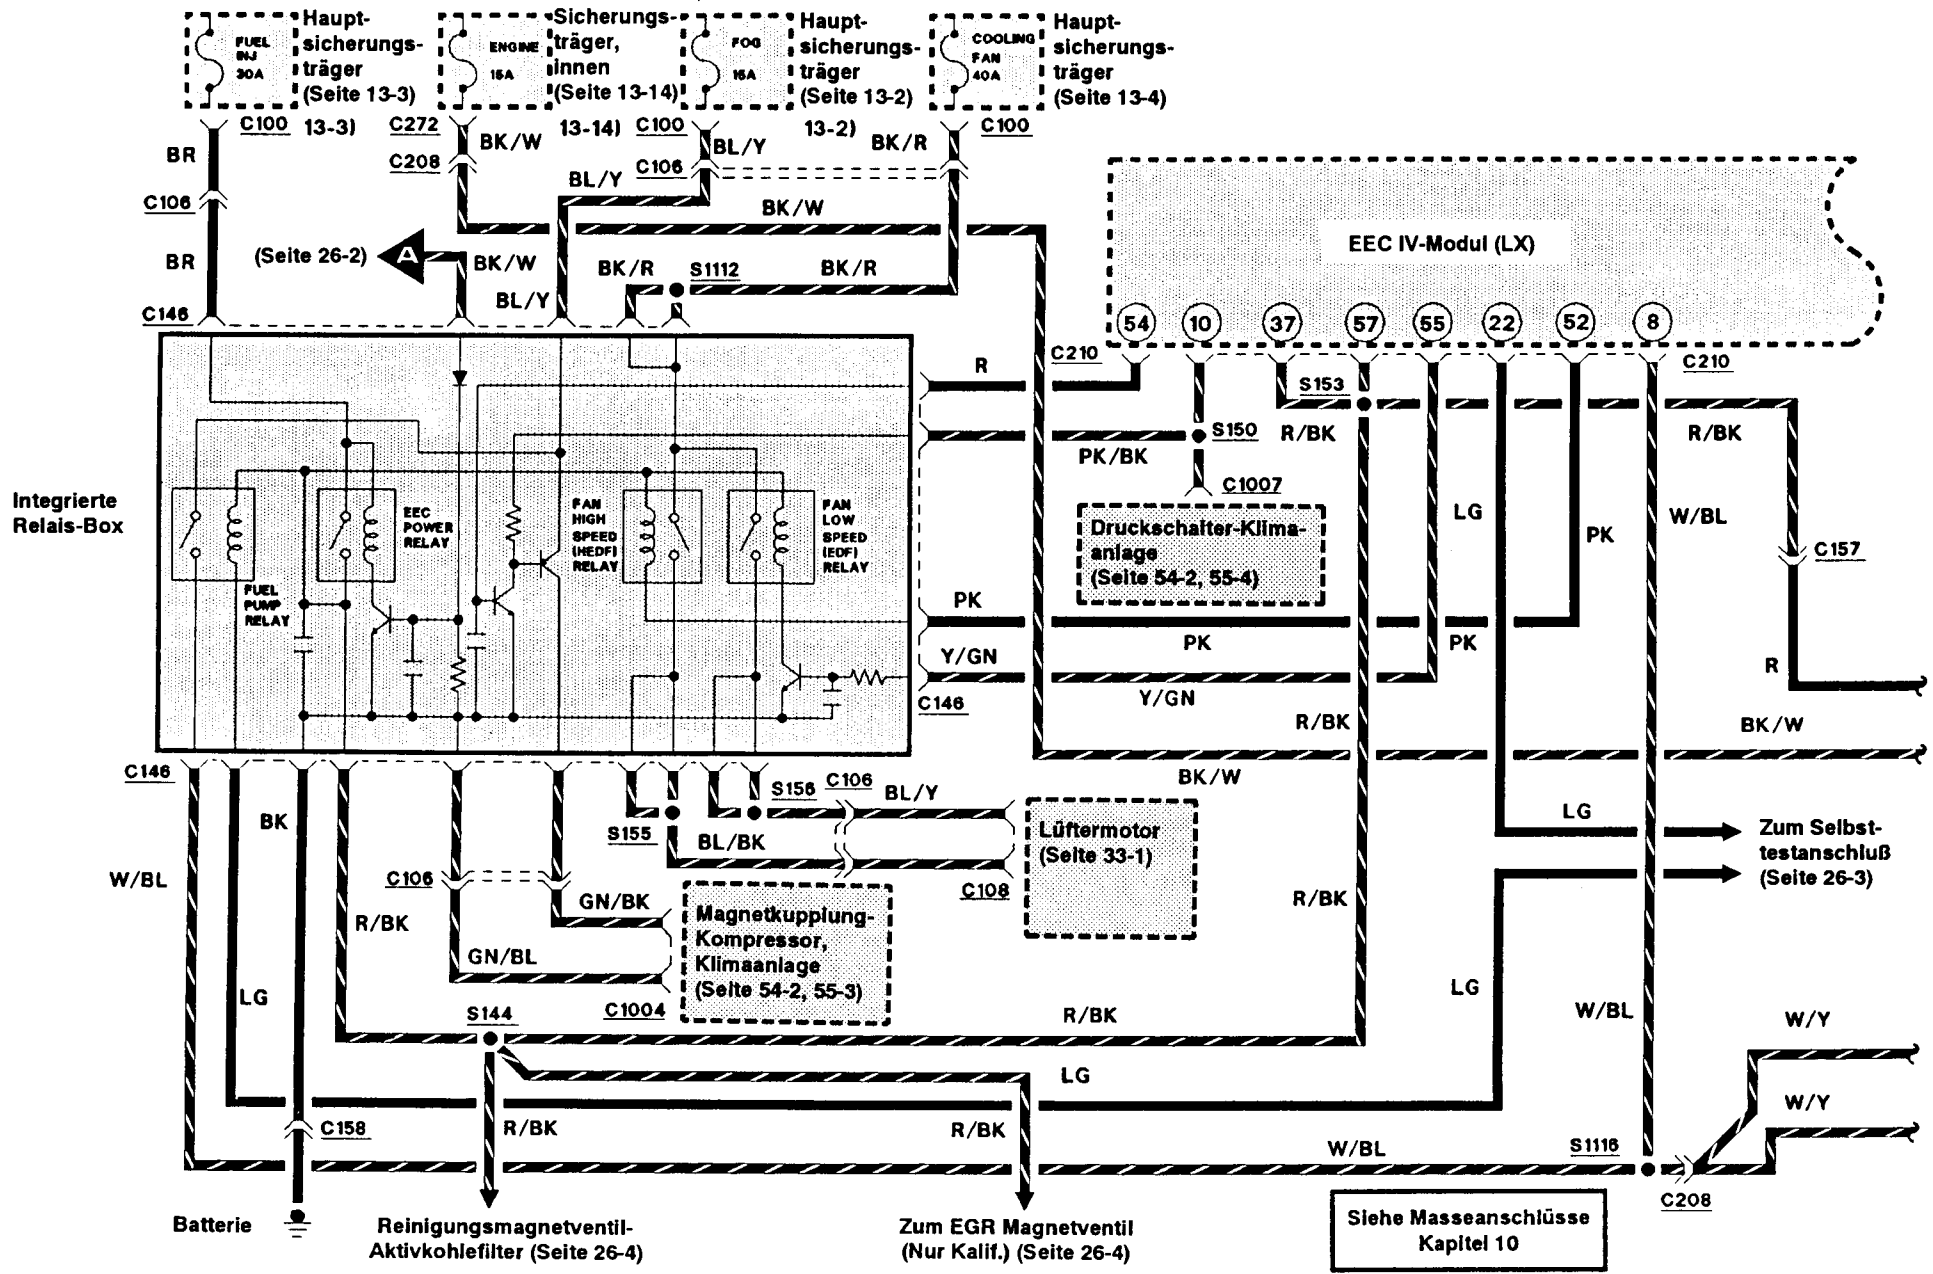 FUEL
INJ
30A
Haupt-
sicherungs-
träger
(Seite 13-3)
13-3)
ENGINE
15A
Sicherungs-
träger,
innen
(Seite 13-14)
13-14)
FOG
15A
Haupt-
sicherungs-
träger
(Seite 13-2)
13-2)
COOLING
FAN
40A
Haupt-
sicherungs-
träger
(Seite 13-4)
C100
C272
C100
C100
BR
BK/W
BL/Y
BK/R
C208
C106
C106
BL/Y
BK/W
BR
(Seite 26-2)
A
BK/W
BK/R
S1112
BK/R
BL/Y
C146
EEC IV-Modul (LX)
54
10
37
57
55
22
52
8
C210
C210
R
S153
S150
R/BK
R/BK
PK/BK
C1007
LG
PK
W/BL
C157
Druckschalter-Klima-
anlage
(Seite 54-2, 55-4)
Integrierte
Relais-Box
FUEL
PUMP
RELAY
EEC
POWER
RELAY
FAN
HIGH
SPEED
(HEDF)
RELAY
FAN
LOW
SPEED
(EDF)
RELAY
PK
PK
PK
Y/GN
Y/GN
C146
R
R/BK
BK/W
BK/W
C146
BK
S155
S156
C106
BL/Y
BL/BK
Lüftermotor
(Seite 33-1)
C108
LG
Zum Selbst-
testanschluß
(Seite 26-3)
W/BL
C106
R/BK
GN/BK
GN/BL
Magnetkupplung-
Kompressor,
Klimaanlage
(Seite 54-2, 55-3)
R/BK
LG
LG
C1004
S144
R/BK
W/BL
W/Y
LG
W/Y
C158
R/BK
R/BK
W/BL
S1116
C208
Batterie
Reinigungsmagnetventil-
Aktivkohlefilter (Seite 26-4)
Zum EGR Magnetventil
(Nur Kalif.) (Seite 26-4)
Siehe Masseanschlüsse
Kapitel 10